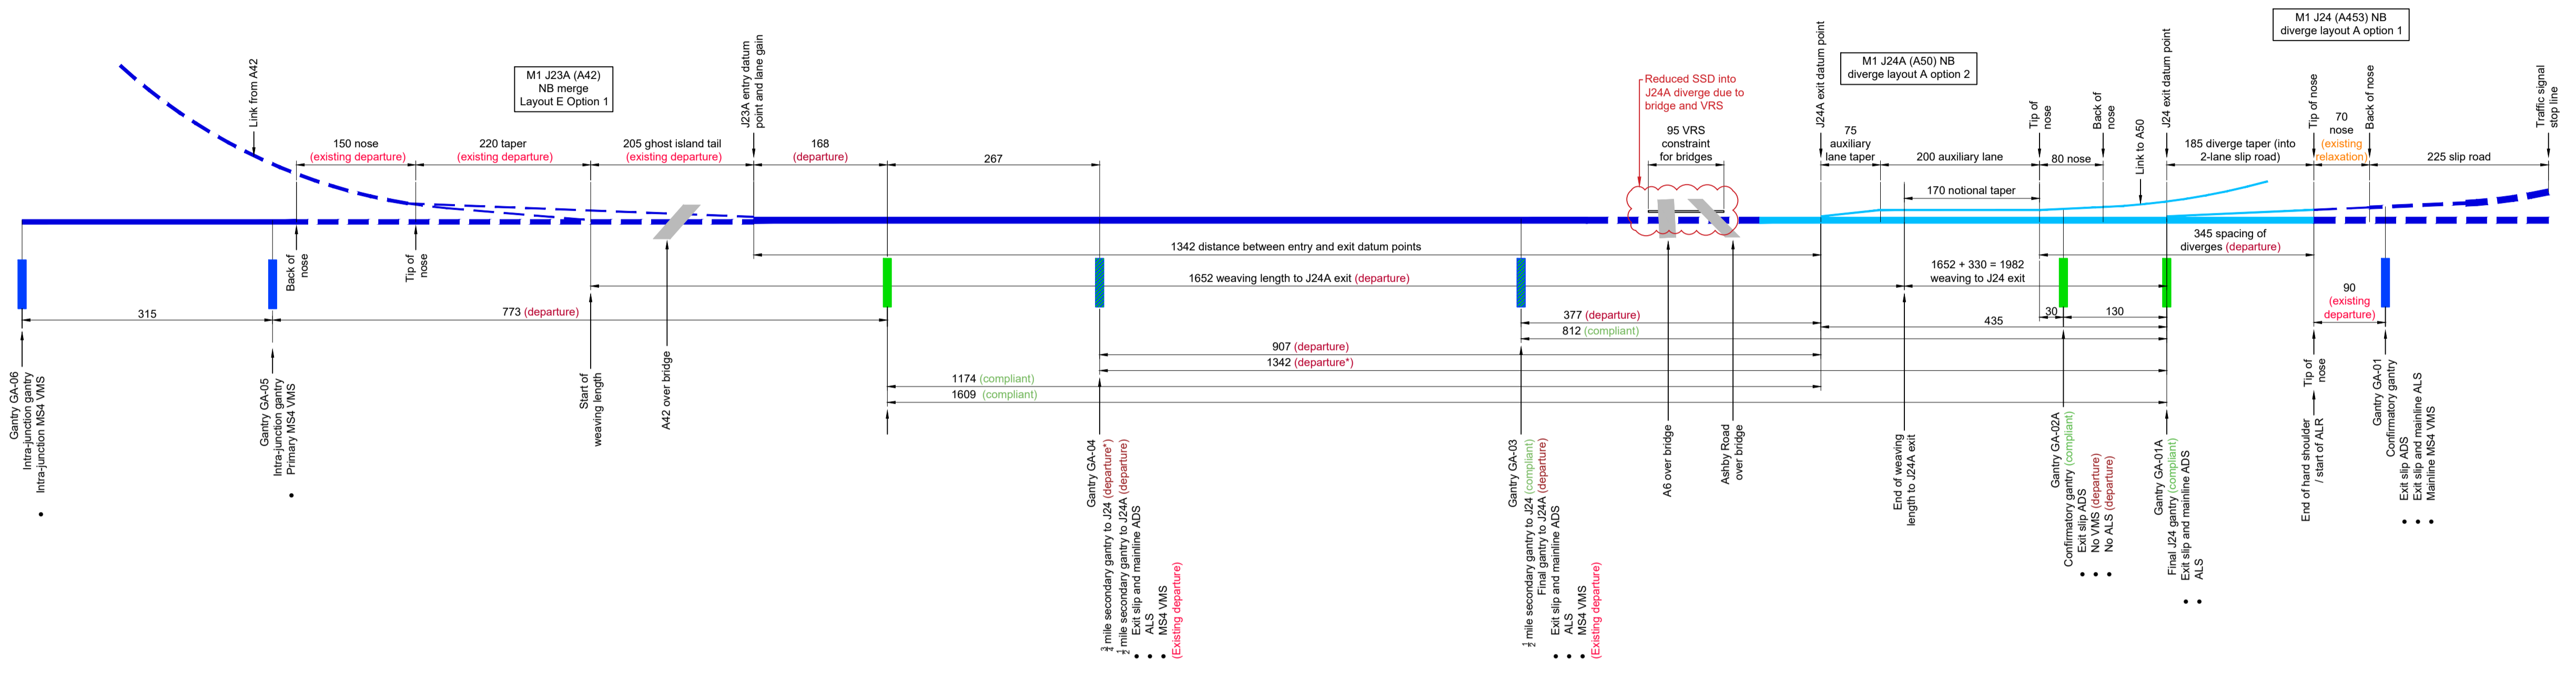 M1 J24 (A453) NB
diverge layout A option 1
M1 J23A (A42)
NB merge
Layout E Option 1
M1 J24A (A50) NB
diverge layout A option 2
Reduced SSD into
J24A diverge due to
bridge and VRS
Link from A42
J23A entry datum
point and lane gain
J24A exit datum point
Tip of
nose
Back of
nose
Link to A50
J24 exit datum point
Tip of nose
Back of nose
Traffic signal
stop line
150 nose
(existing departure)
220 taper
(existing departure)
205 ghost island tail
(existing departure)
168
(departure)
267
95 VRS
constraint
for bridges
75
auxiliary
lane taper
200 auxiliary lane
80 nose
185 diverge taper (into
2-lane slip road)
70
nose
(existing
relaxation)
225 slip road
170 notional taper
Back of
nose
Tip of
nose
1342 distance between entry and exit datum points
345 spacing of
diverges (departure)
1652 weaving length to J24A exit (departure)
1652 + 330 = 1982
weaving to J24 exit
90
(existing
departure)
315
773 (departure)
377 (departure)
30
130
435
812 (compliant)
907 (departure)
1342 (departure*)
1174 (compliant)
1609 (compliant)
Gantry GA-06
Intra-junction gantry
• Intra-junction MS4 VMS
Gantry GA-05
Intra-junction gantry
• Primary MS4 VMS
Start of
weaving length
A42 over bridge
Gantry GA-04
3/4 mile secondary gantry to J24 (departure*)
1/2 mile secondary gantry to J24A (departure)
• Exit slip and mainline ADS
• ALS
• MS4 VMS
(Existing departure)
Gantry GA-03
1/2 mile secondary gantry to J24 (compliant)
Final gantry to J24A (departure)
• Exit slip and mainline ADS
• ALS
• MS4 VMS
(Existing departure)
A6 over bridge
Ashby Road
over bridge
End of weaving
length to J24A exit
Gantry GA-02A
Confirmatory gantry (compliant)
• Exit slip ADS
• No VMS (departure)
• No ALS (departure)
Gantry GA-01A
Final J24 gantry (compliant)
• Exit slip and mainline ADS
• ALS
Tip of
nose
End of hard shoulder
/ start of ALR
Gantry GA-01
Confirmatory gantry
• Exit slip ADS
• Exit slip and mainline ALS
• Mainline MS4 VMS